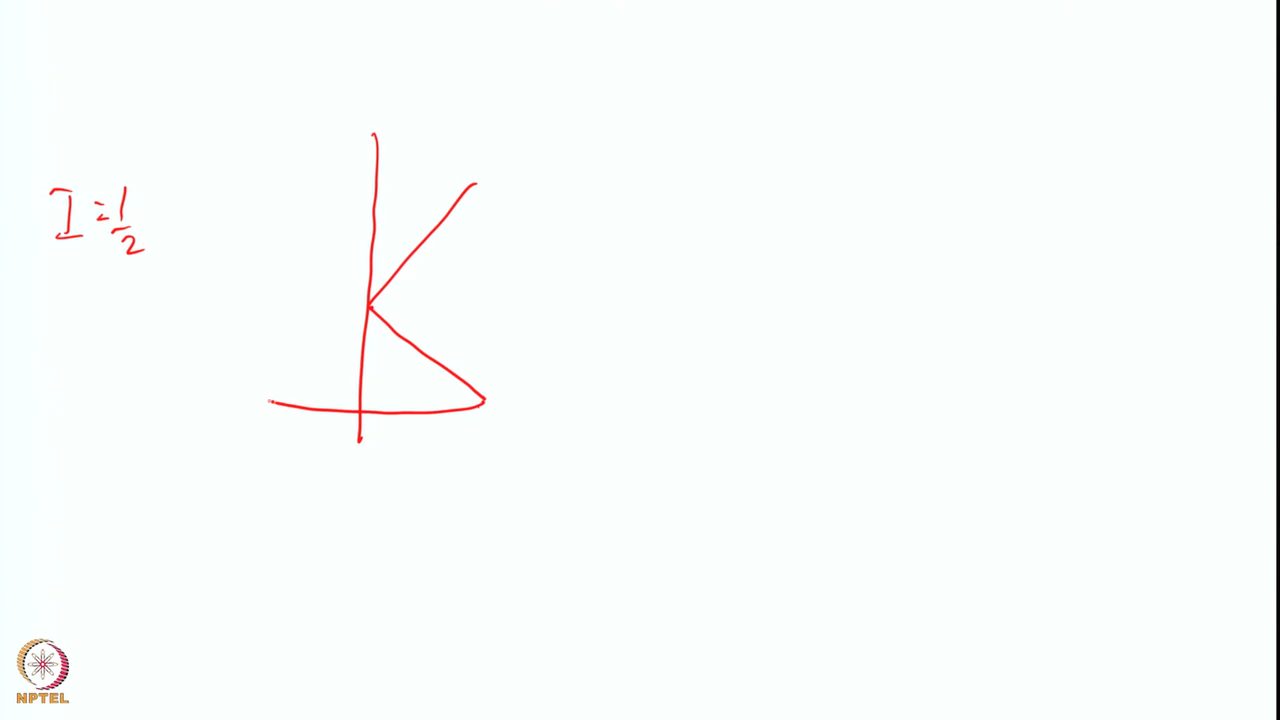 I = 1/2
NPTEL